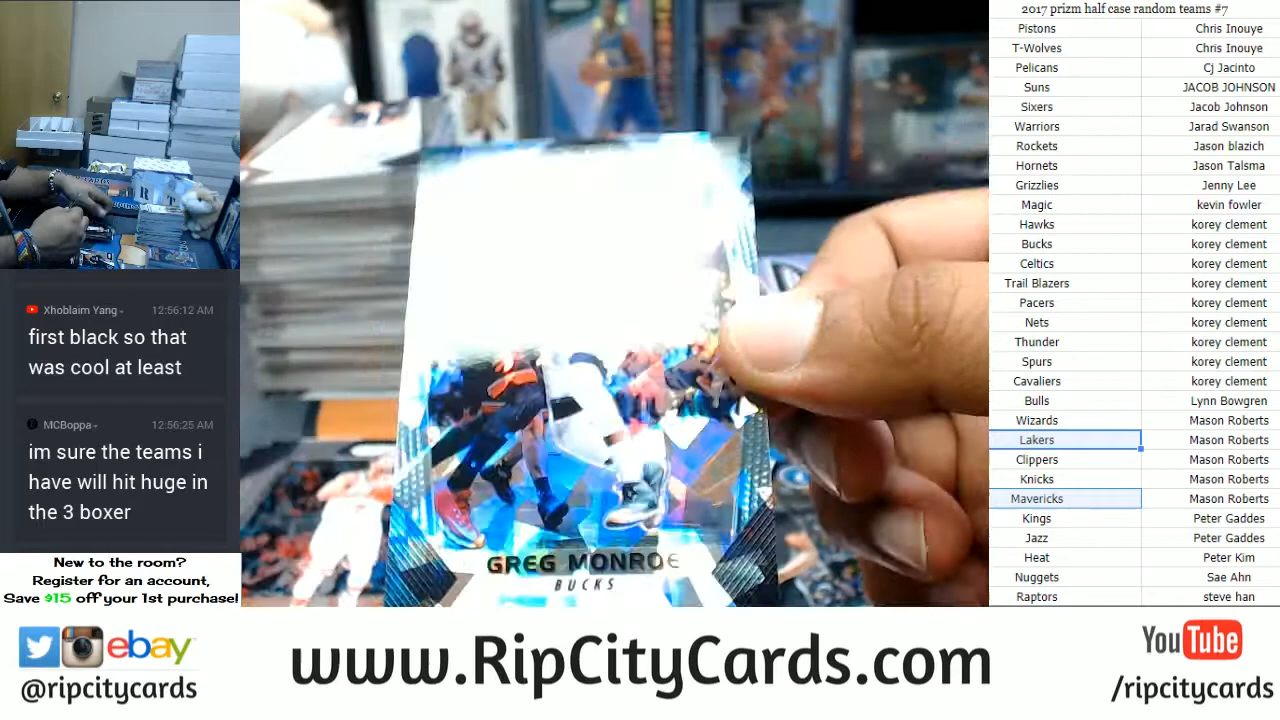 Xhoblaim Yang 12:56:12 AM
first black so that
was cool at least
MCBoppa 12:56:25 AM
im sure the teams i
have will hit huge in
the 3 boxer
New to the room?
Register for an account,
Save $15 off your 1st purchase!
GREG MONROE
BUCKS
2017 prizm half case random teams #7
Pistons Chris Inouye
T-Wolves Chris Inouye
Pelicans Cj Jacinto
Suns JACOB JOHNSON
Sixers Jacob Johnson
Warriors Jarad Swanson
Rockets Jason blazich
Hornets Jason Talsma
Grizzlies Jenny Lee
Magic kevin fowler
Hawks korey clement
Bucks korey clement
Celtics korey clement
Trail Blazers korey clement
Pacers korey clement
Nets korey clement
Thunder korey clement
Spurs korey clement
Cavaliers korey clement
Bulls Lynn Bowgren
Wizards Mason Roberts
Lakers Mason Roberts
Clippers Mason Roberts
Knicks Mason Roberts
Mavericks Mason Roberts
Kings Peter Gaddes
Jazz Peter Gaddes
Heat Peter Kim
Nuggets Sae Ahn
Raptors steve han
ebay
@ripcitycards
www.RipCityCards.com
YouTube
/ripcitycards